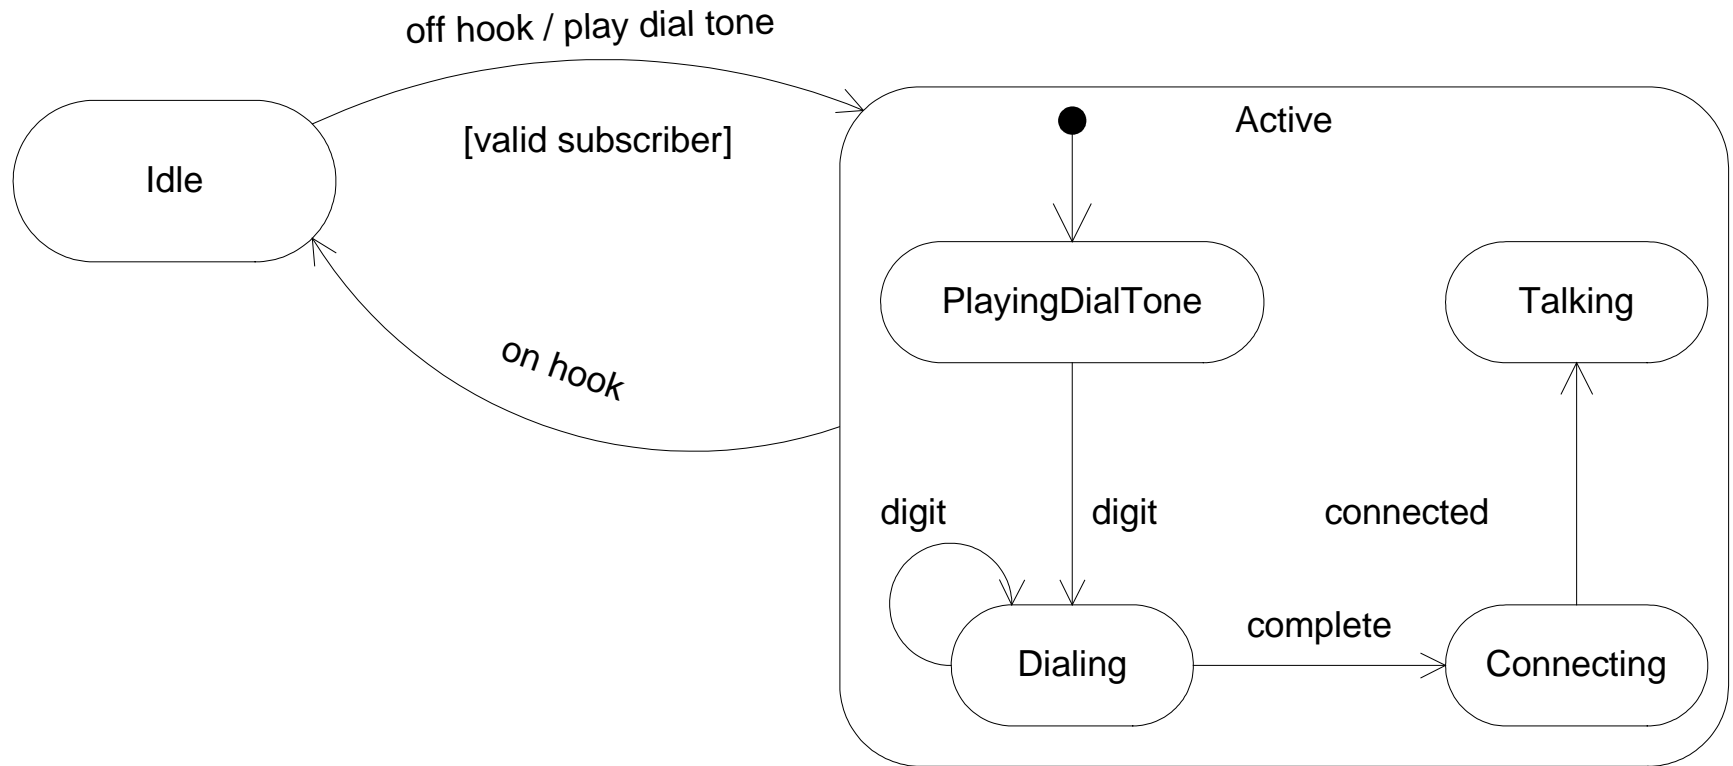 off hook / play dial tone
[valid subscriber]
Idle
Active
PlayingDialTone
Talking
on hook
digit
digit
connected
complete
Dialing
Connecting